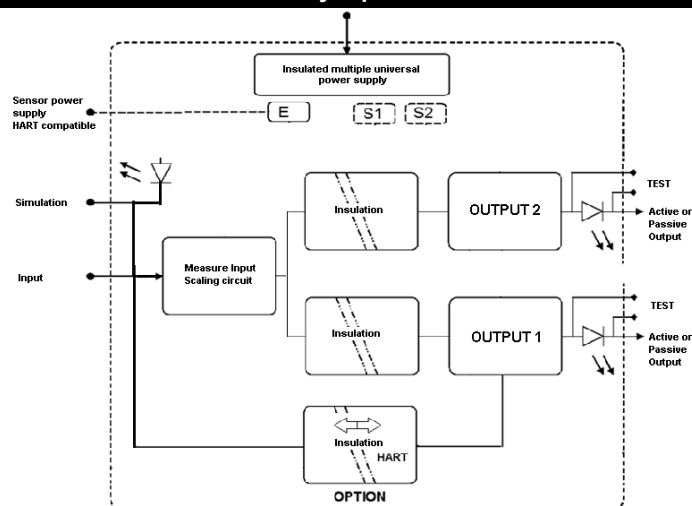 Insulated multiple universal
power supply
Sensor power
supply
HART compatible
E
S1
S2
Simulation
Insulation
OUTPUT 2
TEST
Active or
Passive
Output
Input
Measure Input
Scaling circuit
Insulation
OUTPUT 1
TEST
Active or
Passive
Output
Insulation
HART
OPTION